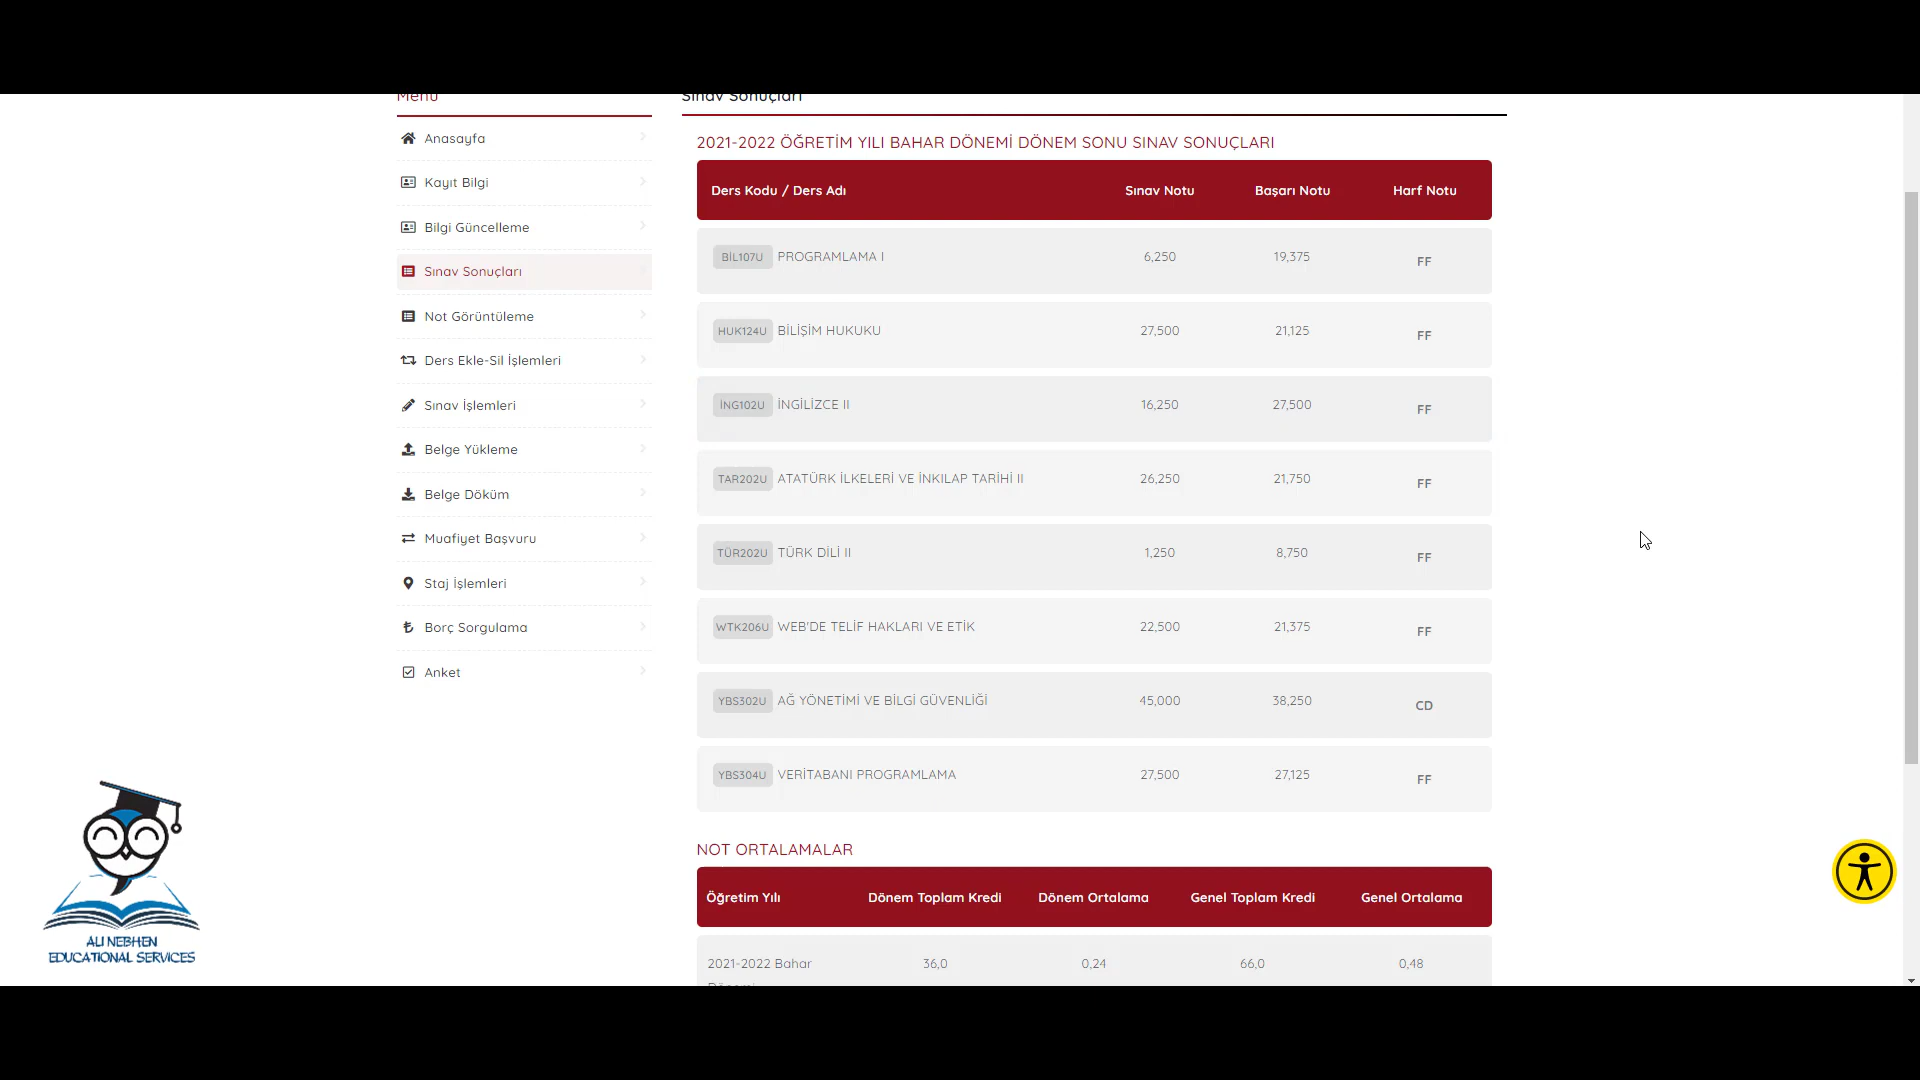 Menü
Anasayfa
Kayıt Bilgi
Bilgi Güncelleme
Sınav Sonuçları
Not Görüntüleme
Ders Ekle-Sil İşlemleri
Sınav İşlemleri
Belge Yükleme
Belge Döküm
Muafiyet Başvuru
Staj İşlemleri
Borç Sorgulama
Anket
ALI NEBHEN
EDUCATIONAL SERVICES
Sınav Sonuçları
2021-2022 ÖĞRETİM YILI BAHAR DÖNEMİ DÖNEM SONU SINAV SONUÇLARI
Ders Kodu / Ders Adı Sınav Notu Başarı Notu Harf Notu
BİL107U PROGRAMLAMA I 6,250 19,375 FF
HUK124U BİLİŞİM HUKUKU 27,500 21,125 FF
İNG102U İNGİLİZCE II 16,250 27,500 FF
TAR202U ATATÜRK İLKELERİ VE İNKILAP TARİHİ II 26,250 21,750 FF
TÜR202U TÜRK DİLİ II 1,250 8,750 FF
WTK206U WEB'DE TELİF HAKLARI VE ETİK 22,500 21,375 FF
YBS302U AĞ YÖNETİMİ VE BİLGİ GÜVENLİĞİ 45,000 38,250 CD
YBS304U VERİTABANI PROGRAMLAMA 27,500 27,125 FF
NOT ORTALAMALAR
Öğretim Yılı Dönem Toplam Kredi Dönem Ortalama Genel Toplam Kredi Genel Ortalama
2021-2022 Bahar 36,0 0,24 66,0 0,48